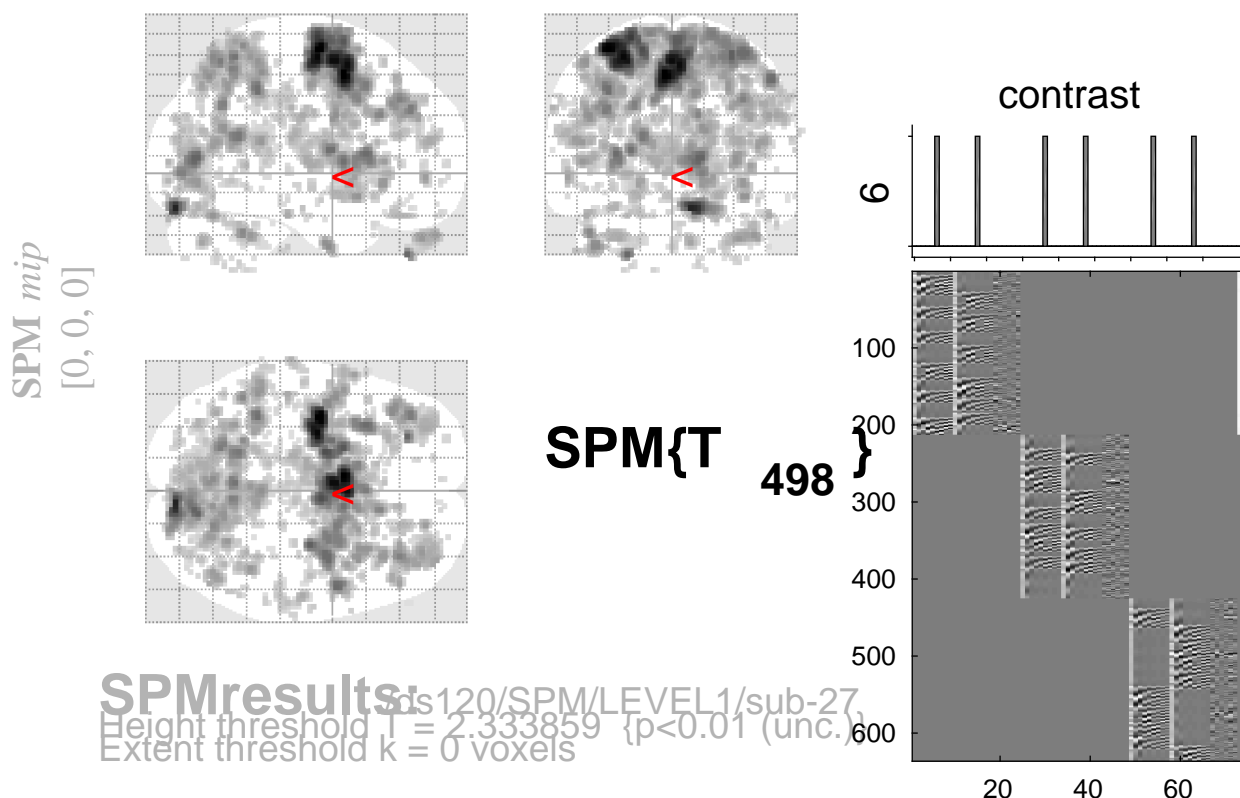 SPM mip
[0, 0, 0]
<
<
<
SPM{T498}
contrast
6
100
200
300
400
500
600
20 40 60
SPMresults: /ds120/SPM/LEVEL1/sub-27
Height threshold T = 2.333859 {p<0.01 (unc.)}
Extent threshold k = 0 voxels